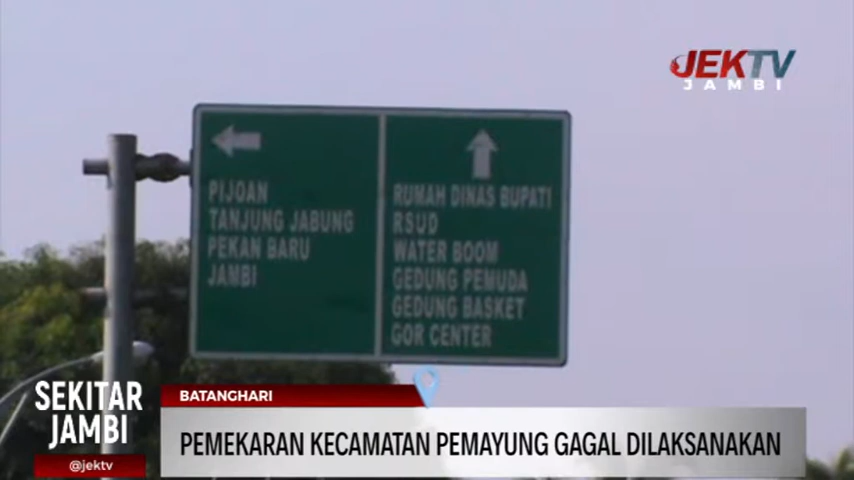 JEKTV
JAMBI
PIJOAN
TANJUNG JABUNG
PEKAN BARU
JAMBI
RUMAH DINAS BUPATI
RSUD
WATER BOOM
GEDUNG PEMUDA
GEDUNG BASKET
GOR CENTER
SEKITAR
JAMBI
@jektv
BATANGHARI
PEMEKARAN KECAMATAN PEMAYUNG GAGAL DILAKSANAKAN